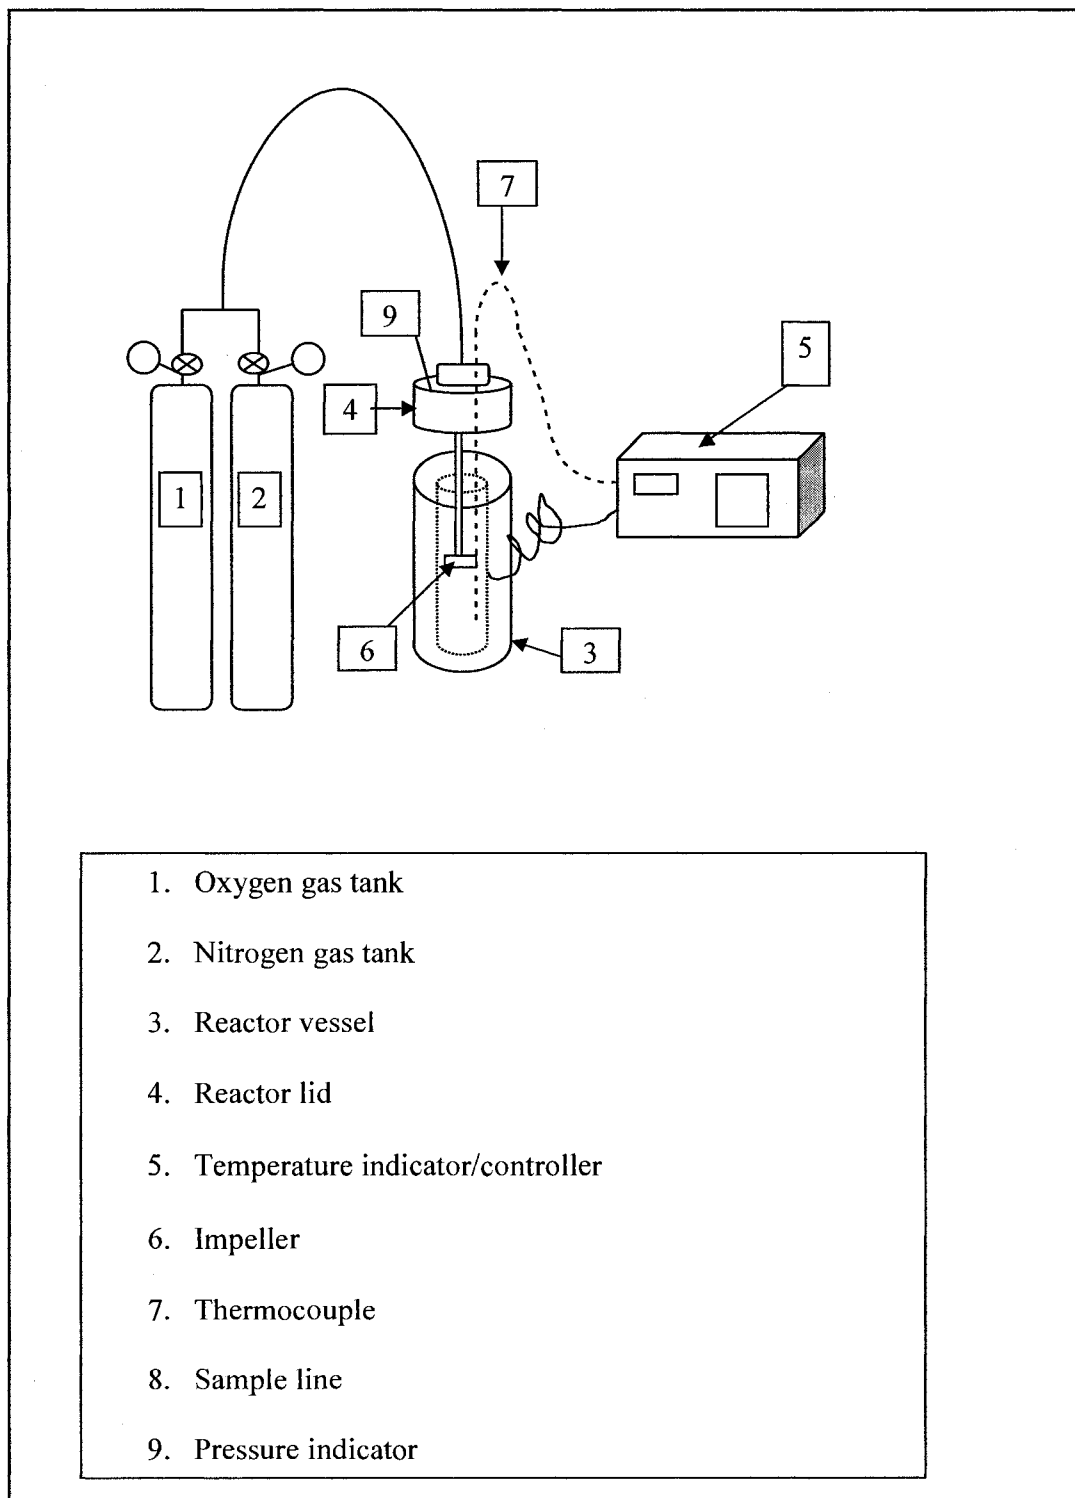 7
9
5
4
1
2
6
3
1. Oxygen gas tank
2. Nitrogen gas tank
3. Reactor vessel
4. Reactor lid
5. Temperature indicator/controller
6. Impeller
7. Thermocouple
8. Sample line
9. Pressure indicator